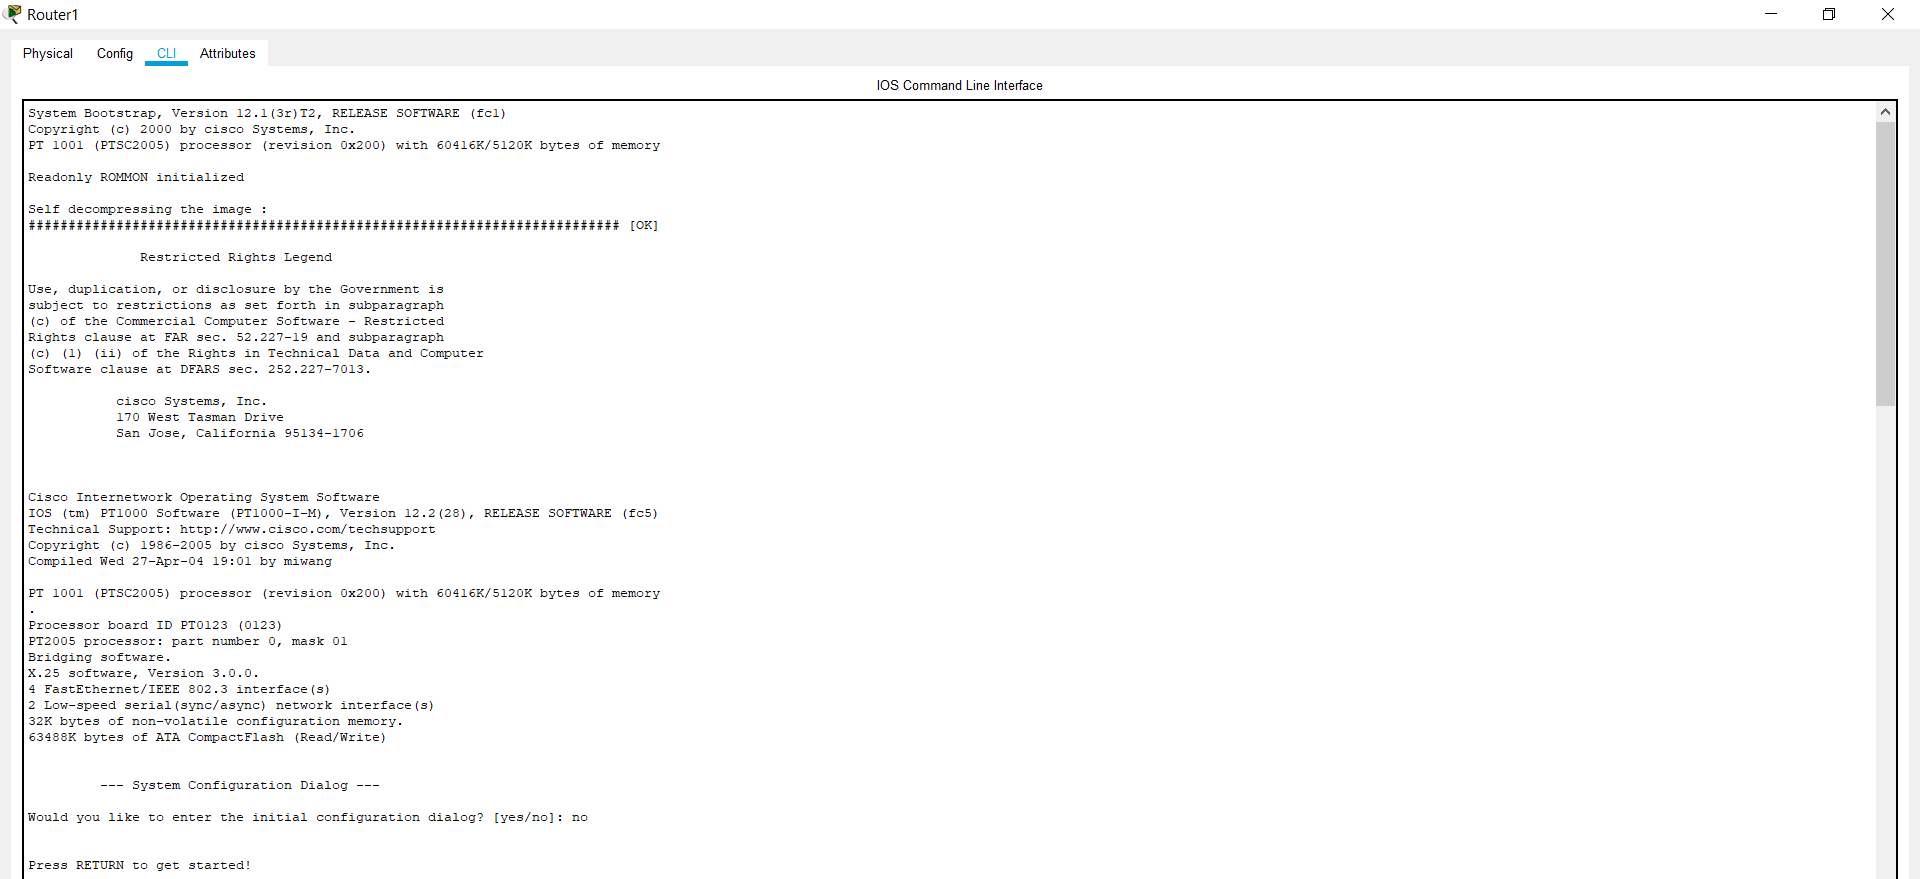 Router1
Physical Config CLI Attributes
IOS Command Line Interface
System Bootstrap, Version 12.1(3r)T2, RELEASE SOFTWARE (fc1)
Copyright (c) 2000 by cisco Systems, Inc.
PT 1001 (PTSC2005) processor (revision 0x200) with 60416K/5120K bytes of memory
Readonly ROMMON initialized
Self decompressing the image :
########################################################################## [OK]
Restricted Rights Legend
Use, duplication, or disclosure by the Government is
subject to restrictions as set forth in subparagraph
(c) of the Commercial Computer Software - Restricted
Rights clause at FAR sec. 52.227-19 and subparagraph
(c) (1) (ii) of the Rights in Technical Data and Computer
Software clause at DFARS sec. 252.227-7013.
cisco Systems, Inc.
170 West Tasman Drive
San Jose, California 95134-1706
Cisco Internetwork Operating System Software
IOS (tm) PT1000 Software (PT1000-I-M), Version 12.2(28), RELEASE SOFTWARE (fc5)
Technical Support: http://www.cisco.com/techsupport
Copyright (c) 1986-2005 by cisco Systems, Inc.
Compiled Wed 27-Apr-04 19:01 by miwang
PT 1001 (PTSC2005) processor (revision 0x200) with 60416K/5120K bytes of memory
.
Processor board ID PT0123 (0123)
PT2005 processor: part number 0, mask 01
Bridging software.
X.25 software, Version 3.0.0.
4 FastEthernet/IEEE 802.3 interface(s)
2 Low-speed serial(sync/async) network interface(s)
32K bytes of non-volatile configuration memory.
63488K bytes of ATA CompactFlash (Read/Write)
--- System Configuration Dialog ---
Would you like to enter the initial configuration dialog? [yes/no]: no
Press RETURN to get started!